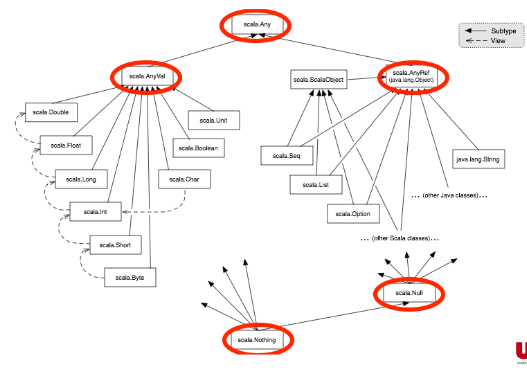 scala.Any
Subtype
View
scala.AnyVal
scala.ScalaObject
scala.AnyRef
(java.lang.Object)
scala.Double
scala.Unit
scala.Float
scala.Boolean
scala.Seq
java.lang.String
scala.Long
scala.Char
scala.List
... (other Java classes)...
scala.Int
scala.Option
scala.Short
... (other Scala classes)...
scala.Byte
scala.Null
scala.Nothing